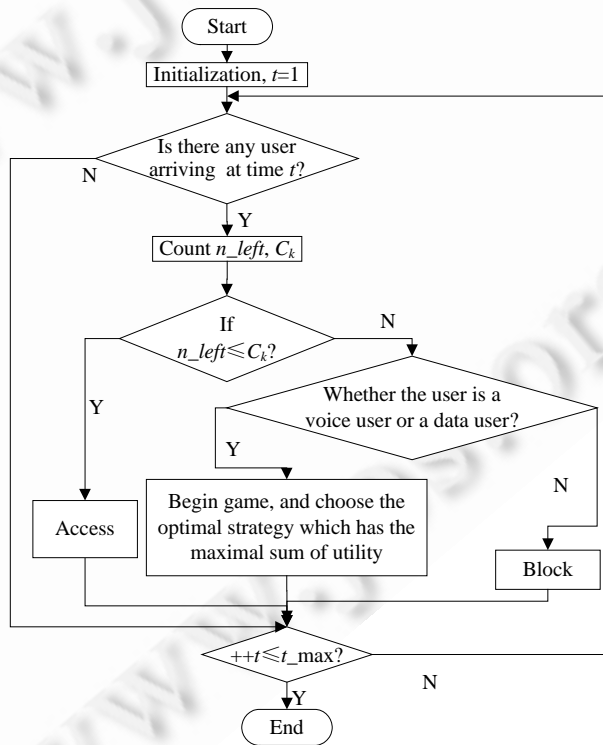 Start
Initialization, t=1
Is there any user
arriving at time t?
N
Y
Count n_left, C_k
If
n_left≤C_k?
N
Y
Whether the user is a
voice user or a data user?
Y
N
Access
Begin game, and choose the
optimal strategy which has the
maximal sum of utility
Block
++t≤t_max?
N
Y
End